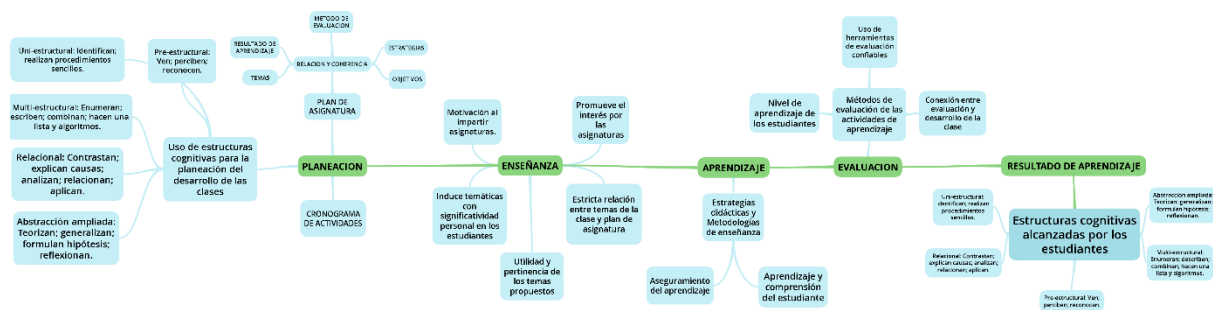 Uni-estructural: Identifican;
realizan procedimientos
sencillos.
Pre-estructural:
Ven; perciben;
reconocen.
Multi-estructural: Enumeran;
escriben; combinan; hacen una
lista y algoritmos.
Relacional: Contrastan;
explican causas;
analizan; relacionan;
aplican.
Abstracción ampliada:
Teorizan; generalizan;
formulan hipótesis;
reflexionan.
Uso de estructuras
cognitivas para la
planeación del
desarrollo de las
clases
METODO DE
EVALUACIÓN
RESULTADO DE
APRENDIZAJE
TEMAS
RELACION Y COHERENCIA
ESTRATEGIAS
OBJETIVOS
PLAN DE
ASIGNATURA
PLANEACION
CRONOGRAMA
DE ACTIVIDADES
Motivación al
impartir
asignaturas.
Promueve el
interés por
las
asignaturas
ENSEÑANZA
Induce temáticas
con
significatividad
personal en los
estudiantes
Utilidad y
pertinencia de
los temas
propuestos
Estricta relación
entre temas de la
clase y plan de
asignatura
APRENDIZAJE
Estrategias
didácticas y
Metodologías
de enseñanza
Aseguramiento
del aprendizaje
Aprendizaje y
comprensión
del estudiante
Uso de
herramientas
de evaluación
confiables
Nivel de
aprendizaje de
los estudiantes
Métodos de
evaluación de las
actividades de
aprendizaje
Conexión entre
evaluación y
desarrollo de la
clase
EVALUACION
RESULTADO DE APRENDIZAJE
Estructuras cognitivas
alcanzadas por los
estudiantes
Uni-estructural:
Identifican; realizan
procedimientos
sencillos.
Relacional: Contrastan;
explican causas; analizan;
relacionan; aplican.
Pre-estructural: Ven;
perciben; reconocen.
Abstracción ampliada:
Teorizan; generalizan;
formulan hipótesis;
reflexionan.
Multi-estructural:
Enumeran; describen;
combinan; hacen una
lista y algoritmos.